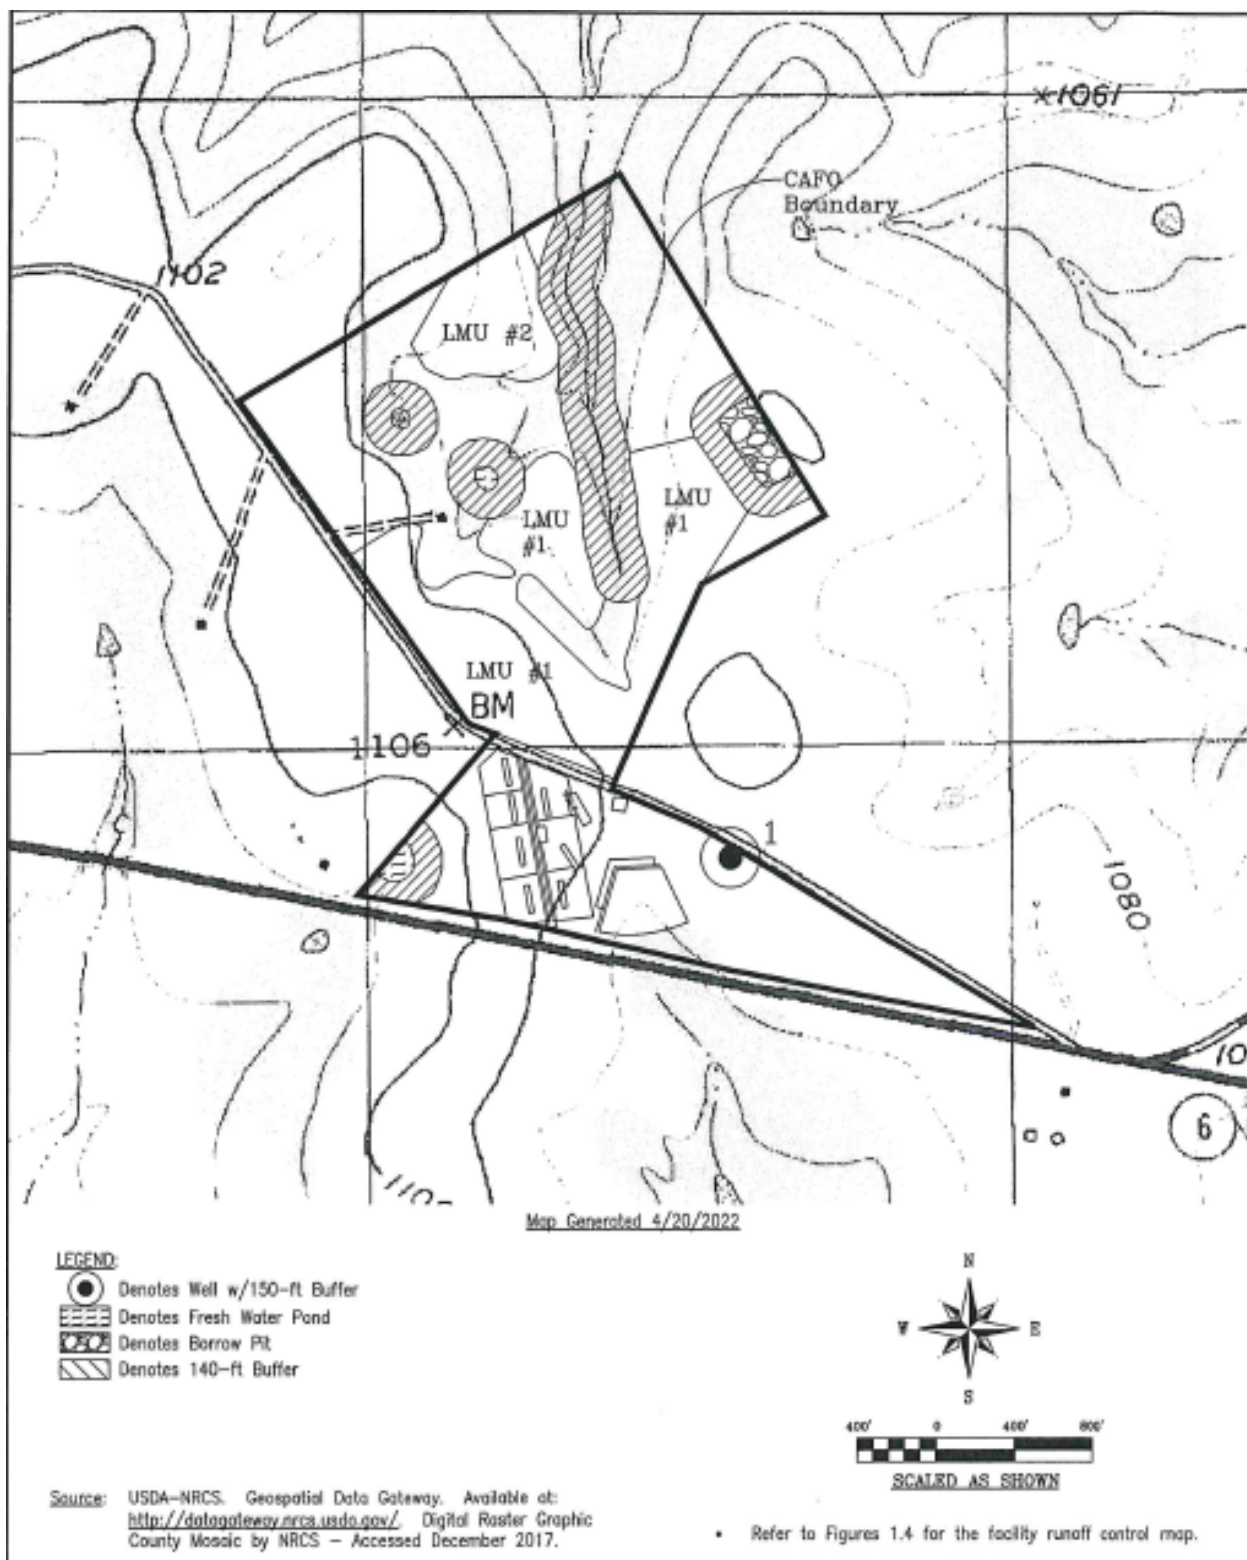 1061
CAFO
Boundary
1102
LMU #2
LMU
#1
LMU
#1
LMU #1
BM
1106
1
1080
10
6
Map Generated 4/20/2022
LEGEND:
Denotes Well w/150-ft Buffer
Denotes Fresh Water Pond
Denotes Borrow Pit
Denotes 140-ft Buffer
N
W E
S
400' 0 400' 800'
SCALED AS SHOWN
Source: USDA-NRCS. Geospatial Data Gateway. Available at:
http://datagateway.nrcs.usda.gov/. Digital Raster Graphic
County Mosaic by NRCS - Accessed December 2017.
• Refer to Figures 1.4 for the facility runoff control map.